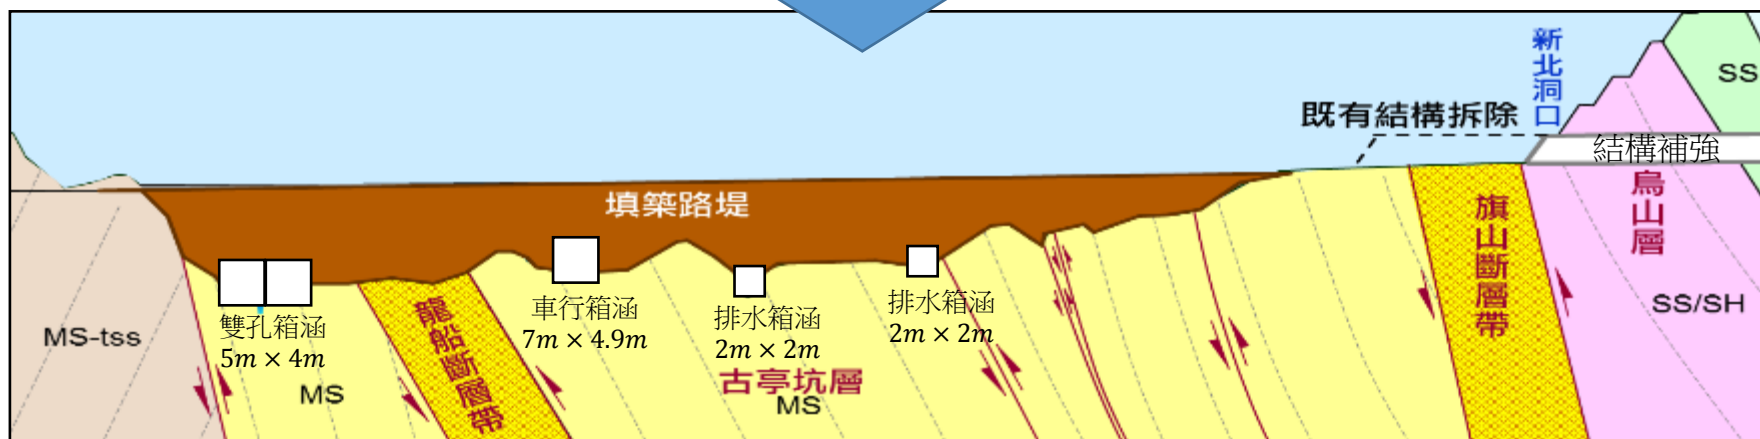 新北洞口
SS
既有結構拆除
結構補強
填築路堤
烏山層
旗山斷層帶
SS/SH
MS-tss
雙孔箱涵
5m × 4m
龍船斷層帶
車行箱涵
7m × 4.9m
排水箱涵
2m × 2m
排水箱涵
2m × 2m
MS
古亭坑層
MS